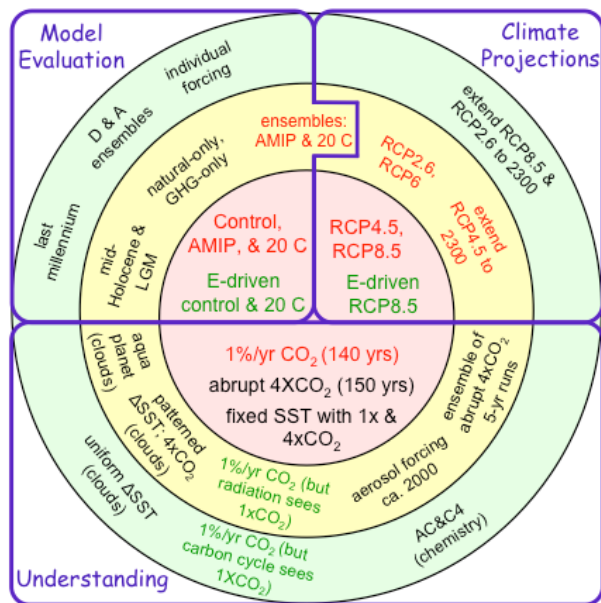 Model
Evaluation
Climate
Projections
individual
forcing
D & A
ensembles
last
millennium
extend RCP8.5 &
RCP2.6 to 2300
ensembles:
AMIP & 20 C
natural-only,
GHG-only
mid-
Holocene &
LGM
RCP2.6,
RCP6
extend
RCP4.5 to
2300
Control,
AMIP, & 20 C
E-driven
control & 20 C
RCP4.5,
RCP8.5
E-driven
RCP8.5
1%/yr CO₂ (140 yrs)
abrupt 4XCO₂ (150 yrs)
fixed SST with 1x &
4xCO₂
aqua
planet
(clouds)
patterned
ΔSST; 4xCO₂
(clouds)
1%/yr CO₂ (but
radiation sees
1xCO₂)
aerosol forcing
ca. 2000
ensemble of
abrupt 4xCO₂
5-yr runs
uniform ΔSST
(clouds)
1%/yr CO₂ (but
carbon cycle sees
1XCO₂)
AC&C4
(chemistry)
Understanding